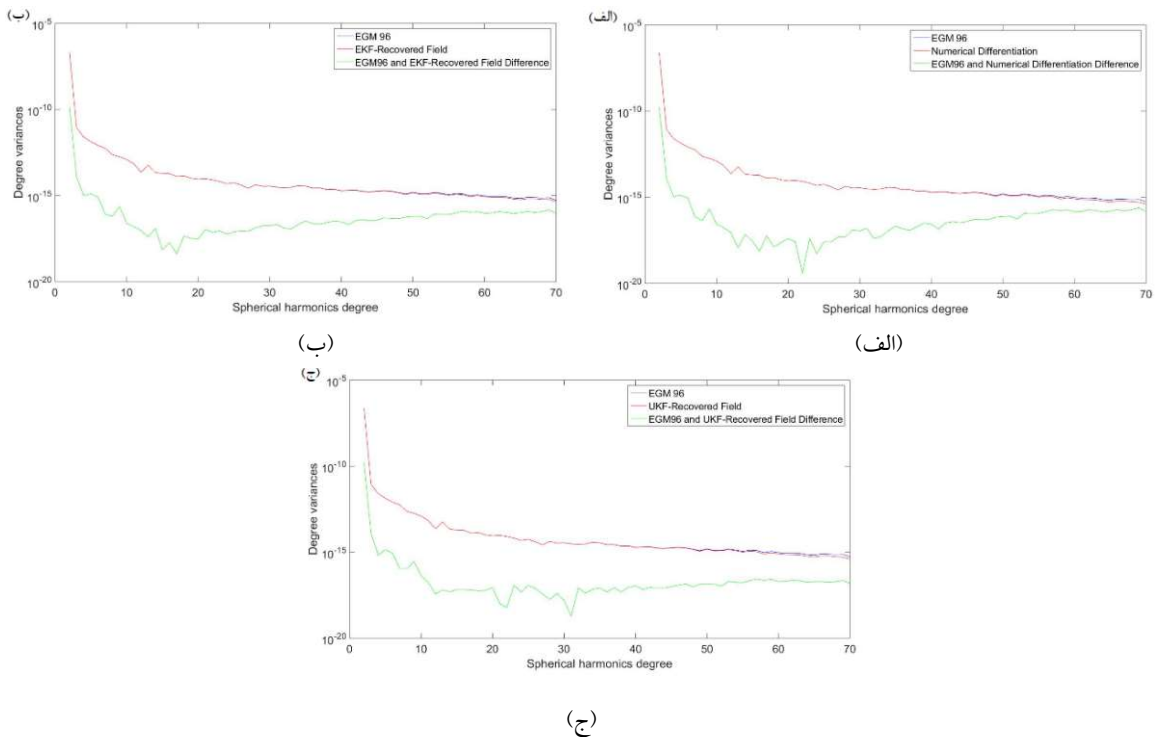 (الف)
10-5
EGM 96
Numerical Differentiation
EGM96 and Numerical Differentiation Difference
10-10
10-15
10-20
Degree variances
0 10 20 30 40 50 60 70
Spherical harmonics degree
(الف)
(ب)
10-5
EGM 96
EKF-Recovered Field
EGM96 and EKF-Recovered Field Difference
10-10
10-15
10-20
Degree variances
0 10 20 30 40 50 60 70
Spherical harmonics degree
(ب)
(ج)
10-5
EGM 96
UKF-Recovered Field
EGM96 and UKF-Recovered Field Difference
10-10
10-15
10-20
Degree variances
0 10 20 30 40 50 60 70
Spherical harmonics degree
(ج)